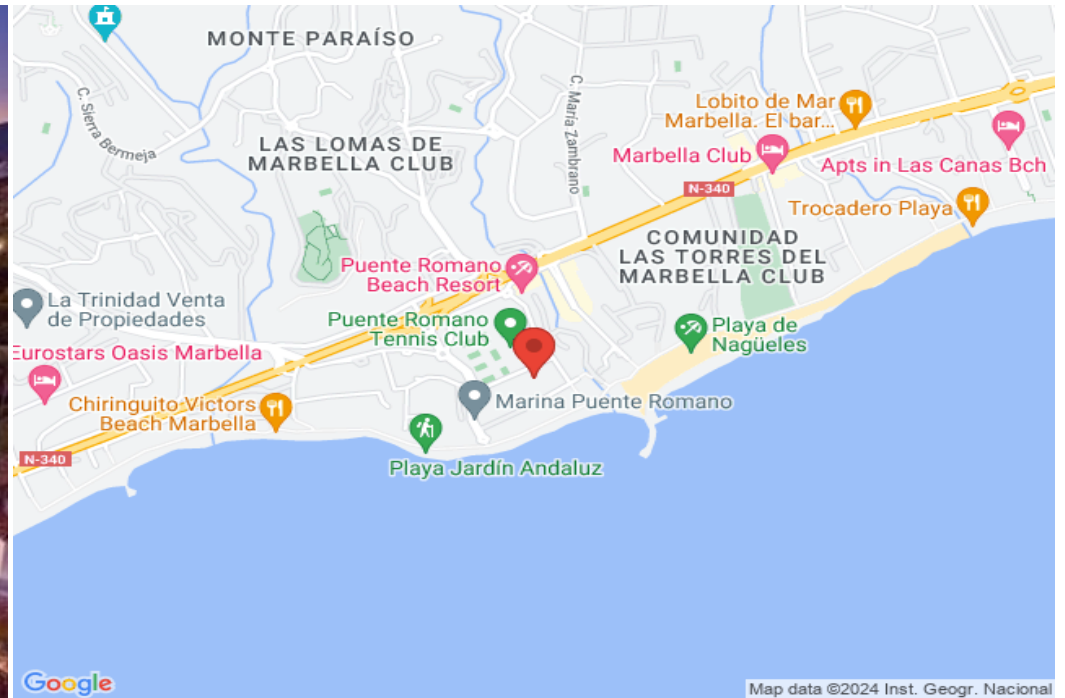 MONTE PARAÍSO
C. Sierra Bermeja
C. María Zambrano
LAS LOMAS DE
MARBELLA CLUB
Lobito de Mar
Marbella. El bar...
Marbella Club
Apts in Las Canas Bch
N-340
Trocadero Playa
COMUNIDAD
LAS TORRES DEL
MARBELLA CLUB
Puente Romano
Beach Resort
La Trinidad Venta
de Propiedades
Puente Romano
Tennis Club
Playa de
Nagüeles
Eurostars Oasis Marbella
Chiringuito Victors
Beach Marbella
Marina Puente Romano
N-340
Playa Jardín Andaluz
Google
Map data ©2024 Inst. Geogr. Nacional